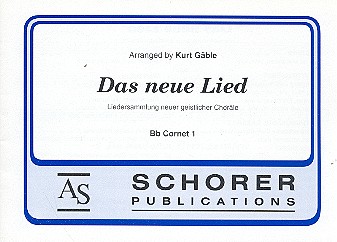 Arranged by Kurt Gäble
Das neue Lied
Liedersammlung neuer geistlicher Choräle
Bb Cornet 1
AS
SCHORER
PUBLICATIONS